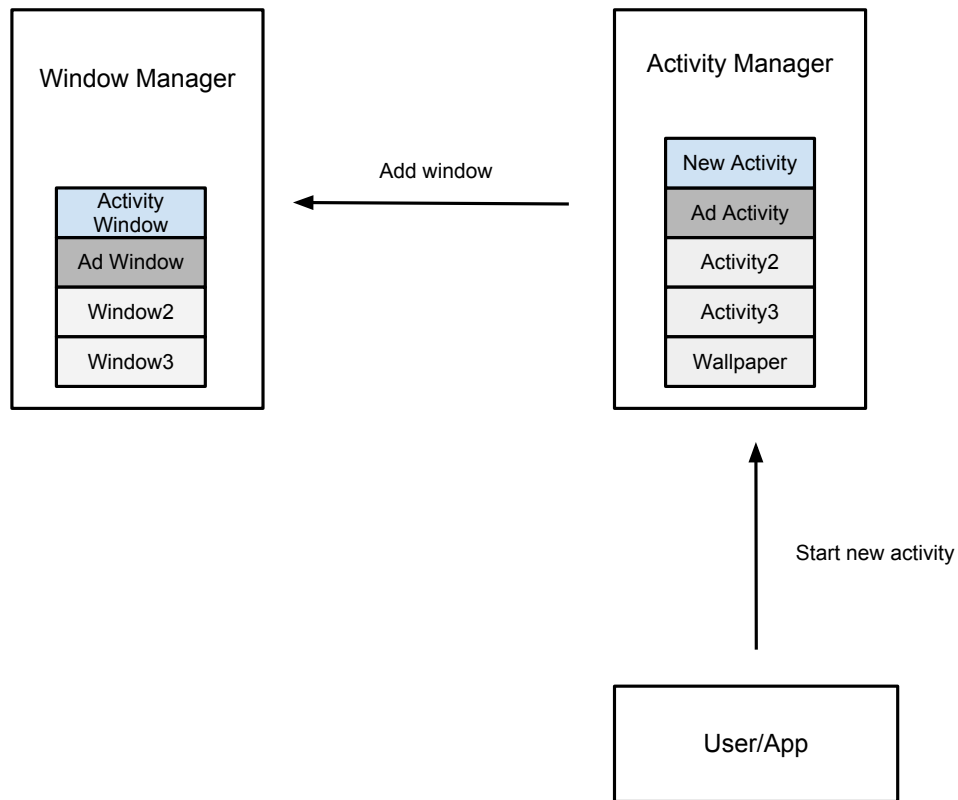 Window Manager
Activity
Window
Ad Window
Window2
Window3
Add window
Activity Manager
New Activity
Ad Activity
Activity2
Activity3
Wallpaper
Start new activity
User/App